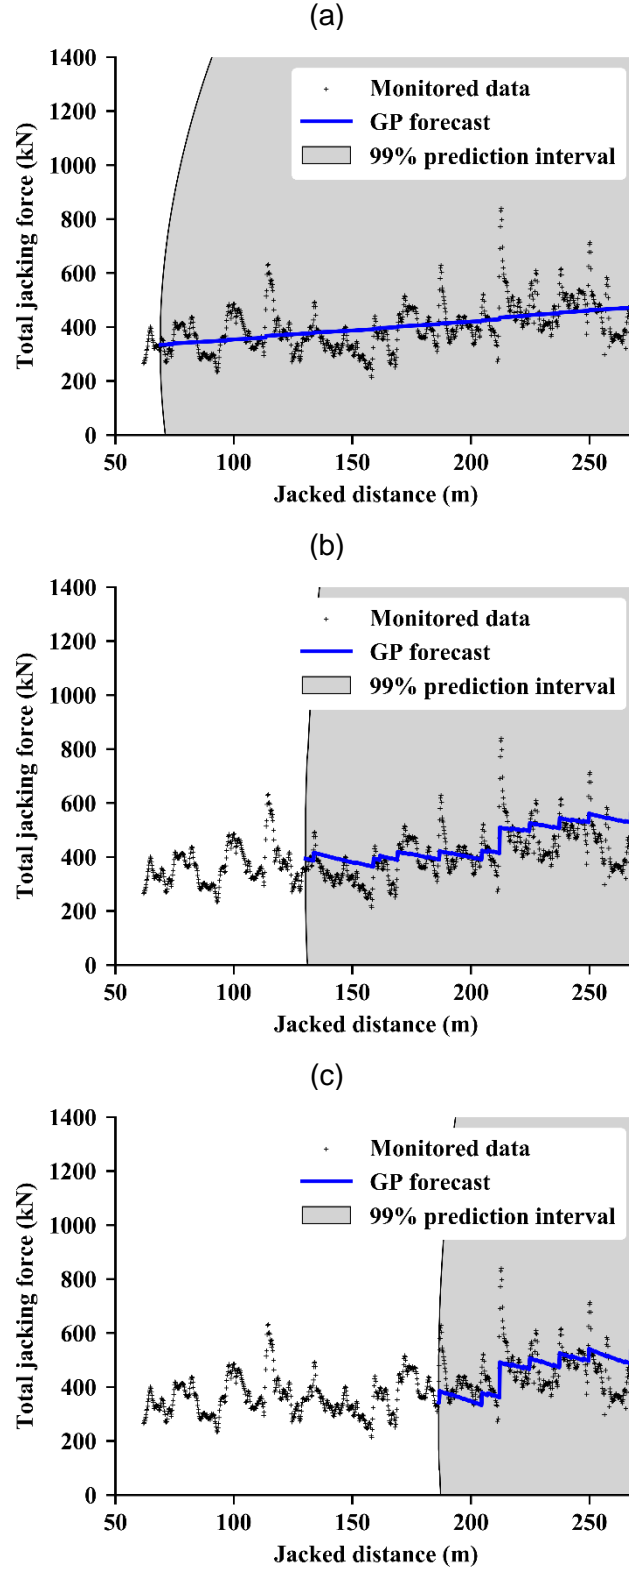 (a)
1400
1200
1000
800
600
400
200
0
Total jacking force (kN)
Monitored data
GP forecast
99% prediction interval
50
100
150
200
250
Jacked distance (m)
(b)
1400
1200
1000
800
600
400
200
0
Total jacking force (kN)
Monitored data
GP forecast
99% prediction interval
50
100
150
200
250
Jacked distance (m)
(c)
1400
1200
1000
800
600
400
200
0
Total jacking force (kN)
Monitored data
GP forecast
99% prediction interval
50
100
150
200
250
Jacked distance (m)